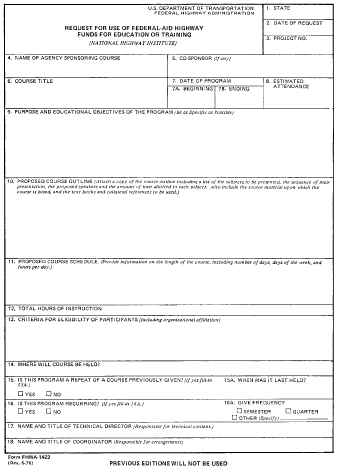 U.S. DEPARTMENT OF TRANSPORTATION
FEDERAL HIGHWAY ADMINISTRATION
REQUEST FOR USE OF FEDERAL-AID HIGHWAY
FUNDS FOR EDUCATION OR TRAINING
(NATIONAL HIGHWAY INSTITUTE)
1. STATE
2. DATE OF REQUEST
3. PROJECT NO.
4. NAME OF AGENCY SPONSORING COURSE
5. CO-SPONSOR (If any)
6. COURSE TITLE
7. DATE OF PROGRAM
7A. BEGINNING
7B. ENDING
8. ESTIMATED
ATTENDANCE
9. PURPOSE AND EDUCATIONAL OBJECTIVES OF THE PROGRAM (Be as Specific as Possible)
10. PROPOSED COURSE OUTLINE (Attach a copy of the course outline including a list of the subjects to be presented, the sequence of their
presentation, the proposed speakers and the amount of time allotted to each subject. Also include the source material upon which the
course is based, and the text books and collateral references to be used.)
11. PROPOSED COURSE SCHEDULE. (Provide information on the length of the course, including number of days, days of the week, and
hours per day.)
12. TOTAL HOURS OF INSTRUCTION
13. CRITERIA FOR ELIGIBILITY OF PARTICIPANTS (Including organizational affiliation)
14. WHERE WILL COURSE BE HELD?
15. IS THIS PROGRAM A REPEAT OF A COURSE PREVIOUSLY GIVEN? (If yes fill-in
15A.)
YES NO
15A. WHEN WAS IT LAST HELD?
16. IS THIS PROGRAM RECURRING? (If yes fill-in 16A.)
YES NO
16A. GIVE FREQUENCY
SEMESTER QUARTER
OTHER (Specify)
17. NAME AND TITLE OF TECHNICAL DIRECTOR (Responsible for technical content.)
18. NAME AND TITLE OF COORDINATOR (Responsible for arrangements)
Form FHWA-1422
(Rev. 5-76)
PREVIOUS EDITIONS WILL NOT BE USED